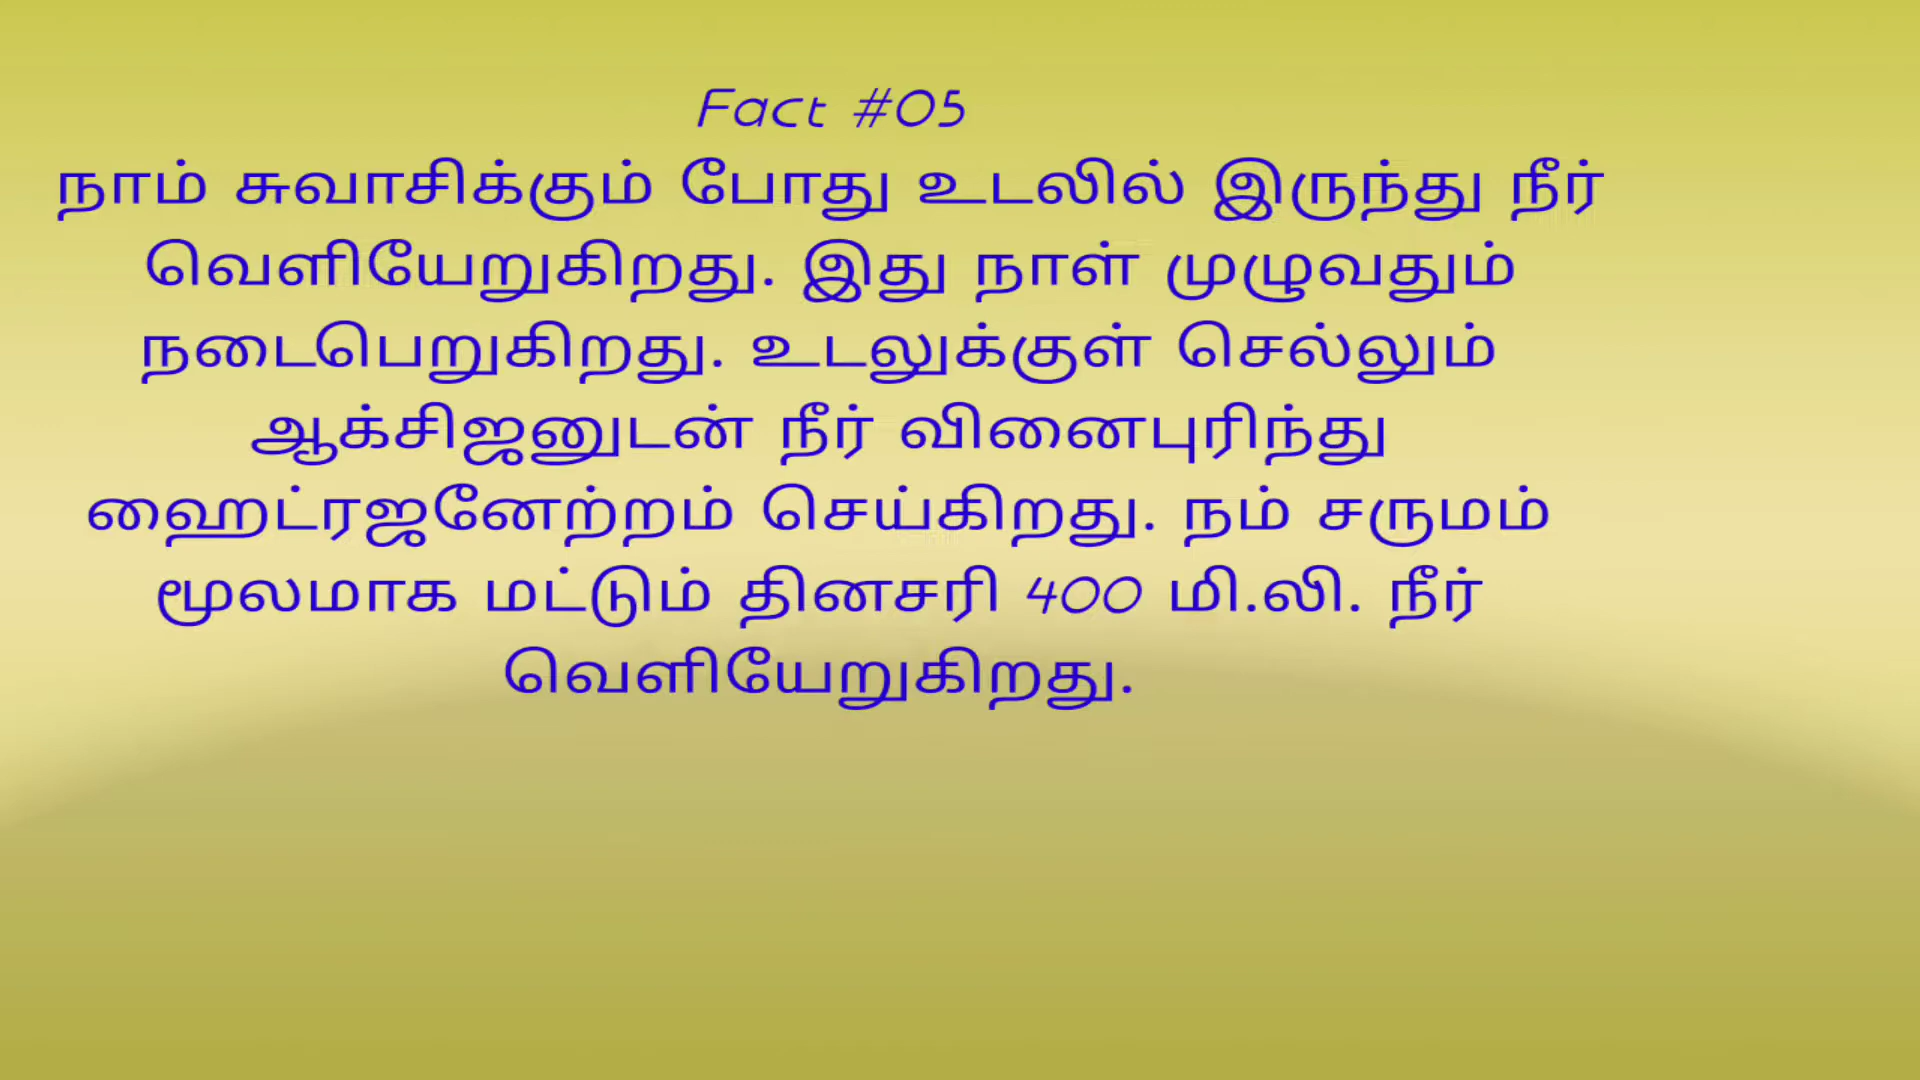 Fact #05
நாம் சுவாசிக்கும் போது உடலில் இருந்து நீர்
வெளியேறுகிறது. இது நாள் முழுவதும்
நடைபெறுகிறது. உடலுக்குள் செல்லும்
ஆக்சிஜனுடன் நீர் வினைபுரிந்து
ஹைட்ரஜனேற்றம் செய்கிறது. நம் சருமம்
மூலமாக மட்டும் தினசரி 400 மி.லி. நீர்
வெளியேறுகிறது.